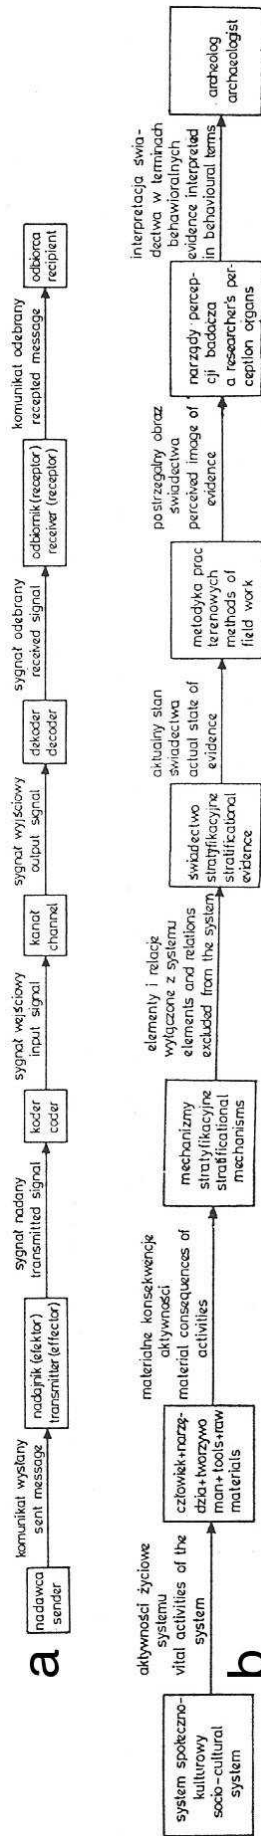 a
nadawca
sender
komunikat wysłany
sent message
nadajnik (efektor)
transmitter (effector)
sygnał nadany
transmitted signal
koder
coder
sygnał wejściowy
input signal
kanał
channel
sygnał wyjściowy
output signal
dekoder
decoder
sygnał odebrany
received signal
odbiornik (receptor)
receiver (receptor)
komunikat odebrany
recepted message
odbiorca
recipient
b
system społeczno-
kulturowy
socio-cultural
system
aktywności życiowe
systemu
vital activities of the
system
człowiek+narzę-
dzia+tworzywo
man+tools+raw
materials
materialne konsekwencje
aktywności
material consequences of
activities
mechanizmy
stratyfikacyjne
stratificational
mechanisms
elementy i relacje
wyłączone z systemu
elements and relations
excluded from the system
świadectwo
stratyfikacyjne
stratificational
evidence
aktualny stan
świadectwa
actual state of
evidence
metodyka prac
terenowych
methods of
field work
postrzegalny obraz
świadectwa
perceived image of
evidence
narządy percep-
cji badacza
a researcher's per-
ception organs
interpretacja świa-
dectwa w terminach
behawioralnych
evidence interpreted
in behavioural terms
archeolog
archaeologist